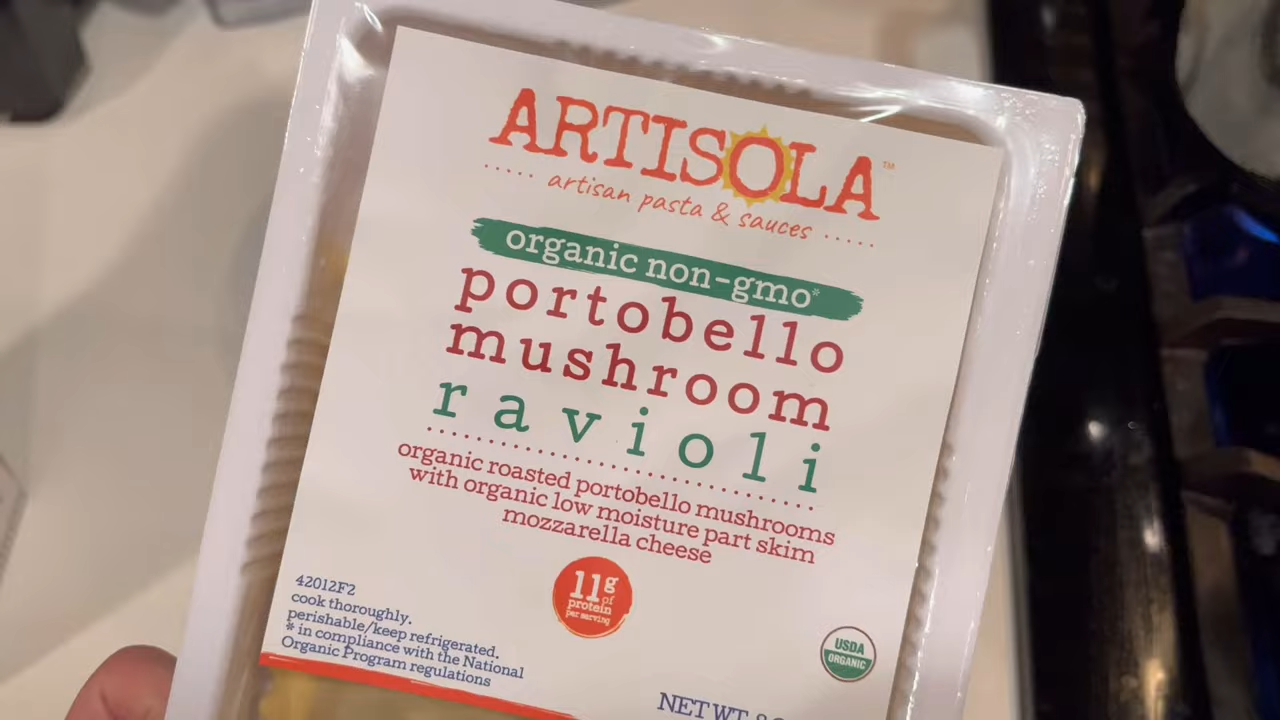 ARTISOLA™
artisan pasta & sauces
organic non-gmo*
portobello
mushroom
ravioli
organic roasted portobello mushrooms
with organic low moisture part skim
mozzarella cheese
11g
of
protein
per serving
42012F2
cook thoroughly.
perishable/keep refrigerated.
* in compliance with the National
Organic Program regulations
USDA
ORGANIC
NET WT.